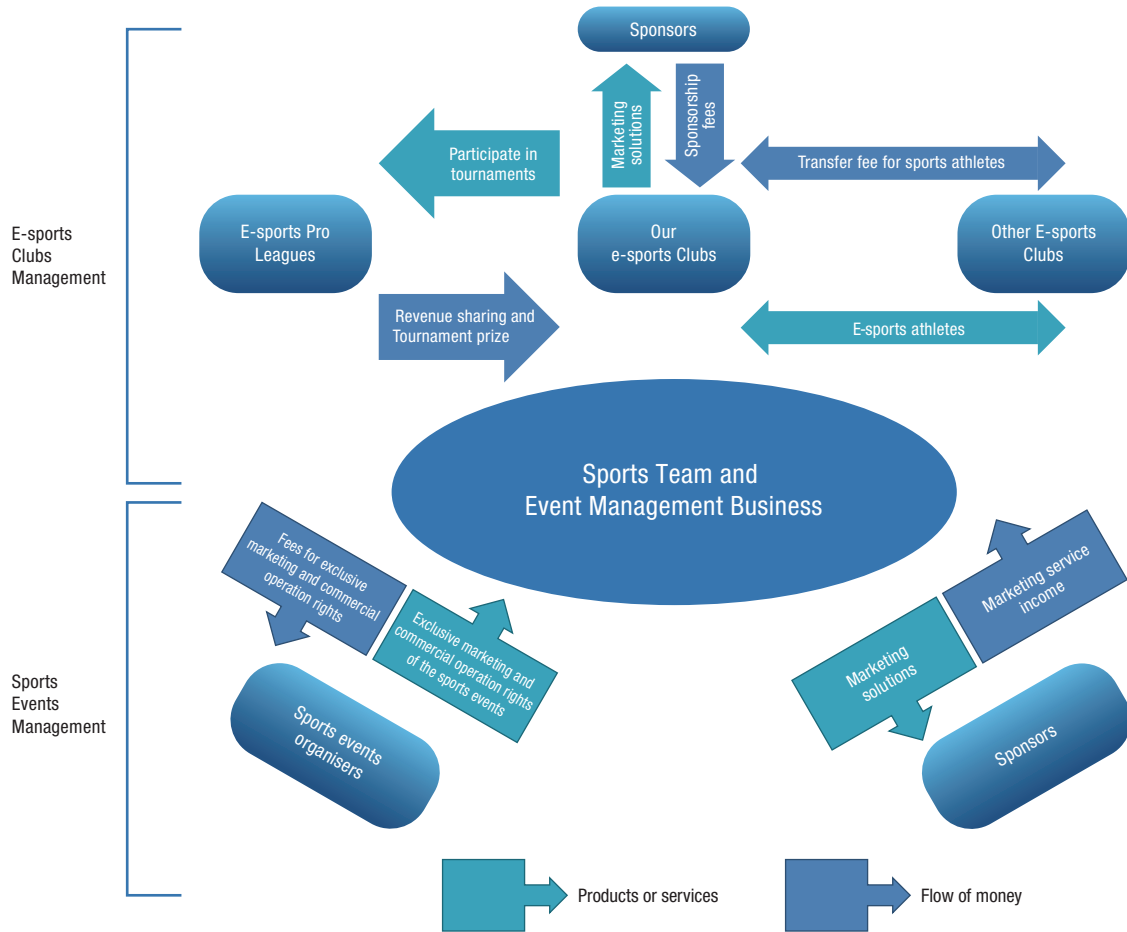 Sponsors
Marketing
solutions
Sponsorship
fees
Participate in
tournaments
Transfer fee for sports athletes
E-sports
Clubs
Management
E-sports Pro
Leagues
Our
e-sports Clubs
Other E-sports
Clubs
Revenue sharing and
Tournament prize
E-sports athletes
Sports Team and
Event Management Business
Fees for exclusive
marketing and commercial
operation rights
Exclusive marketing and
commercial operation rights
of the sports events
Marketing service
income
Marketing
solutions
Sports
Events
Management
Sports events
organisers
Sponsors
Products or services
Flow of money